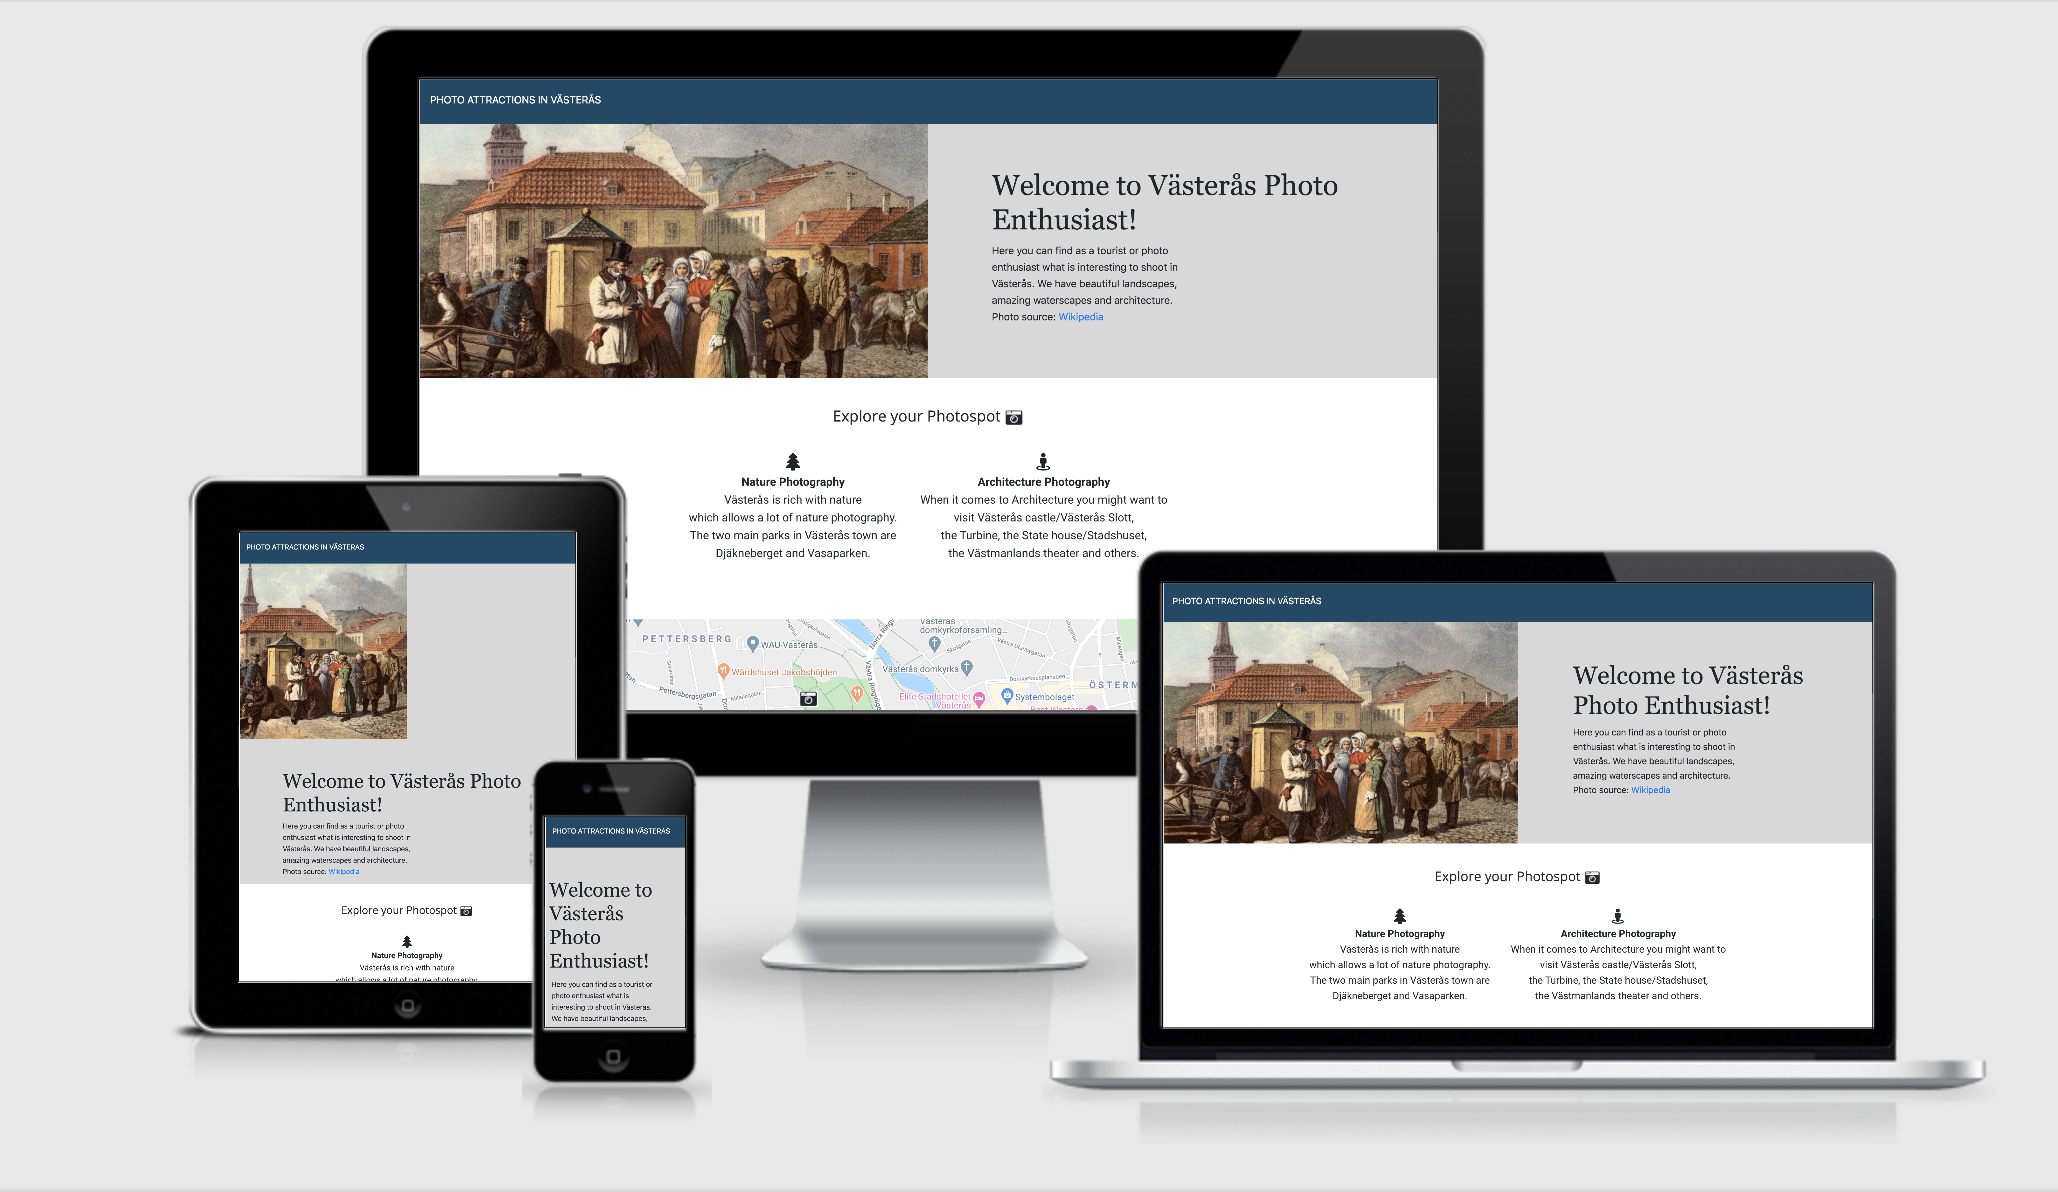 PHOTO ATTRACTIONS IN VÄSTERÅS
Welcome to Västerås Photo
Enthusiast!
Here you can find as a tourist or photo
enthusiast what is interesting to shoot in
Västerås. We have beautiful landscapes,
amazing waterscapes and architecture.
Photo source: Wikipedia
Explore your Photospot
Nature Photography
Västerås is rich with nature
which allows a lot of nature photography.
The two main parks in Västerås town are
Djäkneberget and Vasaparken.
Architecture Photography
When it comes to Architecture you might want to
visit Västerås castle/Västerås Slott,
the Turbine, the State house/Stadshuset,
the Västmanlands theater and others.
PETTERSBERG
WAU-Västerås
Wärdshuset Jakobshöjden
Pettersbergsgatan
Västerås
domkyrkoförsamling...
Västerås domkyrka
Domkyrkoesplanaden
ÖSTERM
Elite Stadshotellet
Västerås
Systembolaget
Best Western
PHOTO ATTRACTIONS IN VÄSTERÅS
Welcome to Västerås Photo
Enthusiast!
Here you can find as a tourist or photo
enthusiast what is interesting to shoot in
Västerås. We have beautiful landscapes,
amazing waterscapes and architecture.
Photo source: Wikipedia
Explore your Photospot
Nature Photography
Västerås is rich with nature
which allows a lot of nature photography.
PHOTO ATTRACTIONS IN VÄSTERÅS
Welcome to
Västerås
Photo
Enthusiast!
Here you can find as a tourist or
photo enthusiast what is
interesting to shoot in Västerås.
We have beautiful landscapes,
PHOTO ATTRACTIONS IN VÄSTERÅS
Welcome to Västerås
Photo Enthusiast!
Here you can find as a tourist or photo
enthusiast what is interesting to shoot in
Västerås. We have beautiful landscapes,
amazing waterscapes and architecture.
Photo source: Wikipedia
Explore your Photospot
Nature Photography
Västerås is rich with nature
which allows a lot of nature photography.
The two main parks in Västerås town are
Djäkneberget and Vasaparken.
Architecture Photography
When it comes to Architecture you might want to
visit Västerås castle/Västerås Slott,
the Turbine, the State house/Stadshuset,
the Västmanlands theater and others.